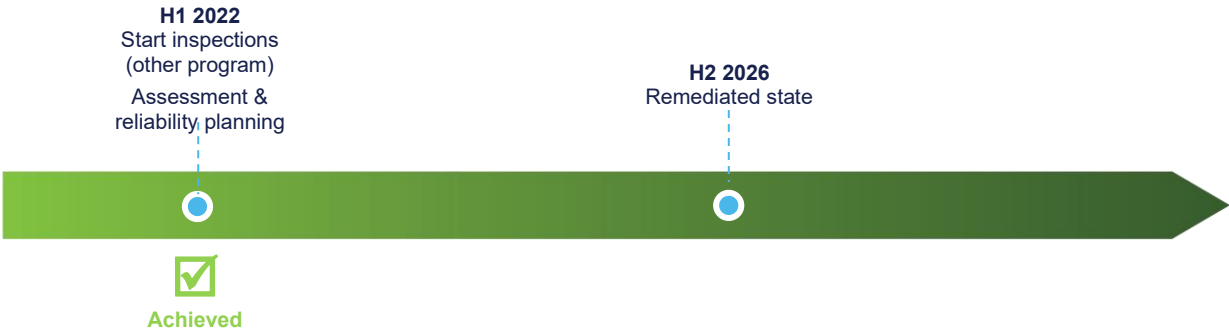 H1 2022
Start inspections
(other program)
Assessment &
reliability planning
H2 2026
Remediated state
Achieved